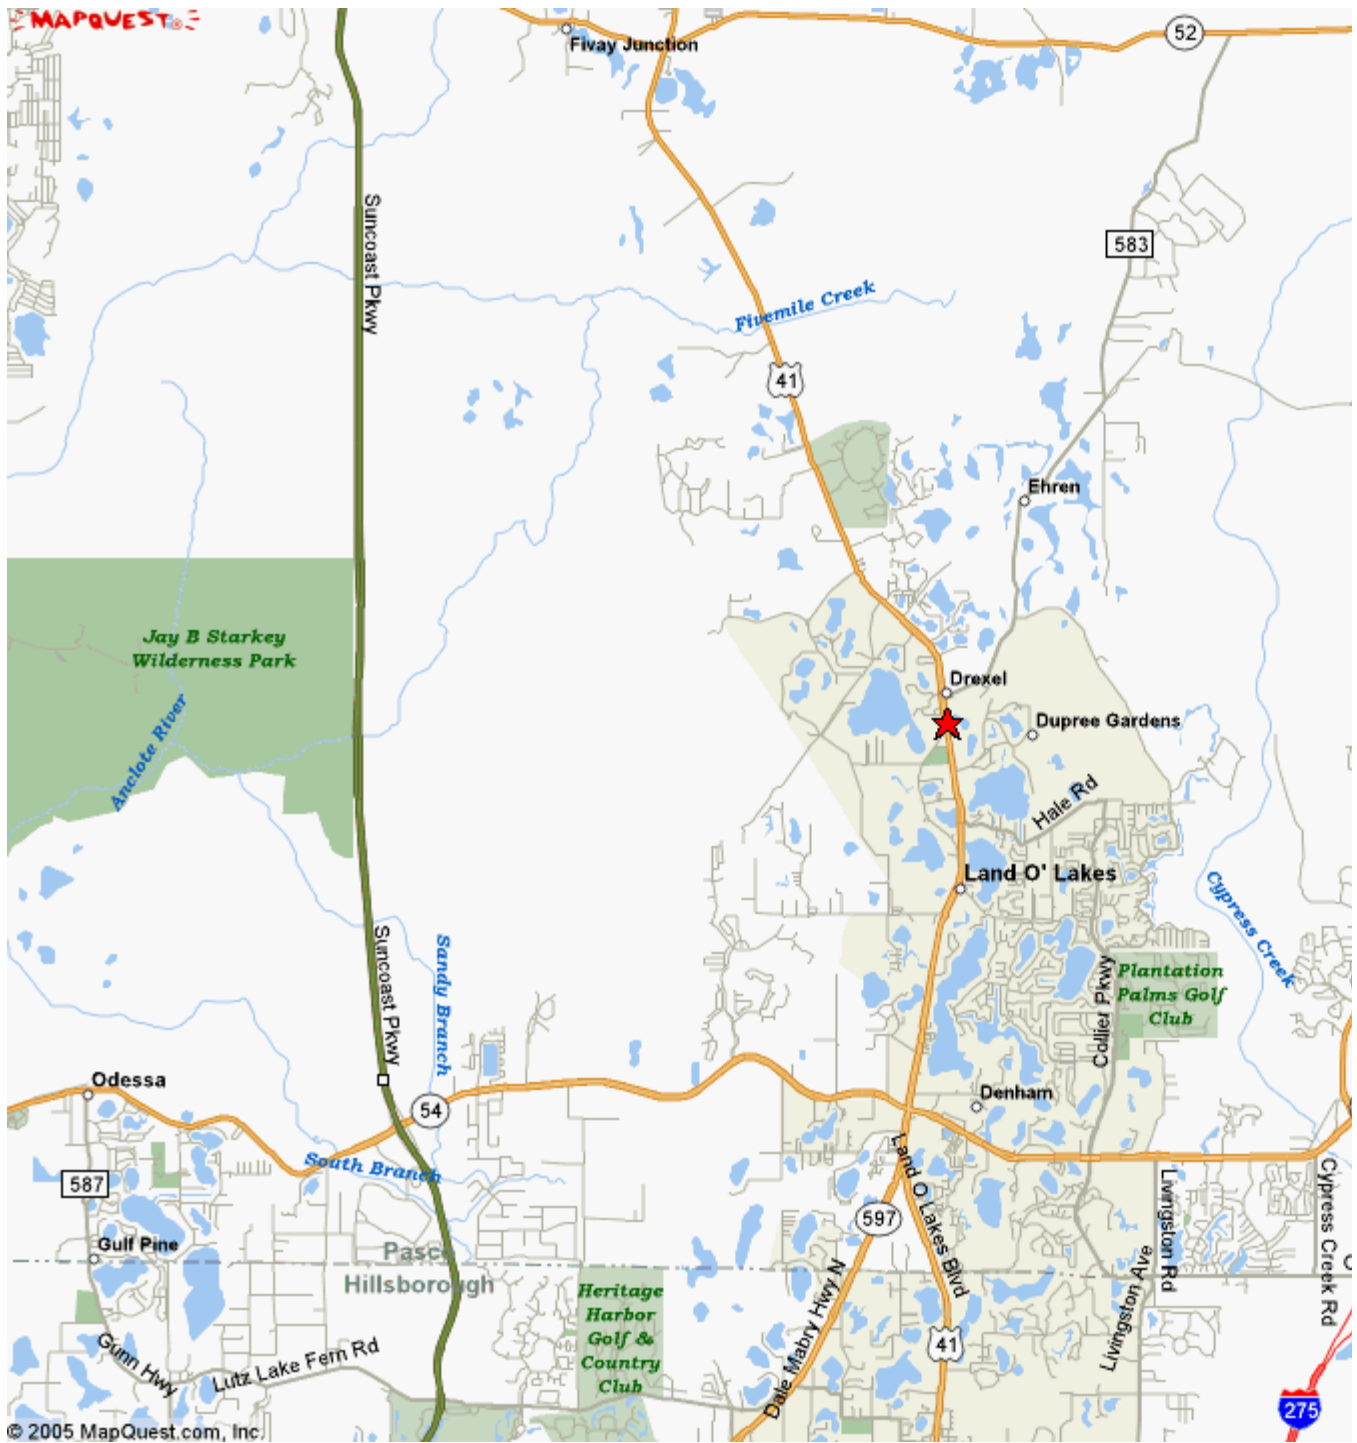 MAPQUEST®
Fivay Junction
52
Suncoast Pkwy
583
Fivemile Creek
41
Ehren
Jay B Starkey
Wilderness Park
Drexel
Dupree Gardens
Anclote River
Hale Rd
Land O' Lakes
Cypress Creek
Suncoast Pkwy
Sandy Branch
Collier Pkwy
Plantation
Palms Golf
Club
Odessa
54
Denham
South Branch
587
Land O Lakes Blvd
597
Livingston Rd
Cypress Creek Rd
Gulf Pine
Pasco
Hillsborough
Livingston Ave
Heritage
Harbor
Golf &
Country
Club
Dale Mabry Hwy N
41
Gunn Hwy
Lutz Lake Fern Rd
275
© 2005 MapQuest.com, Inc.